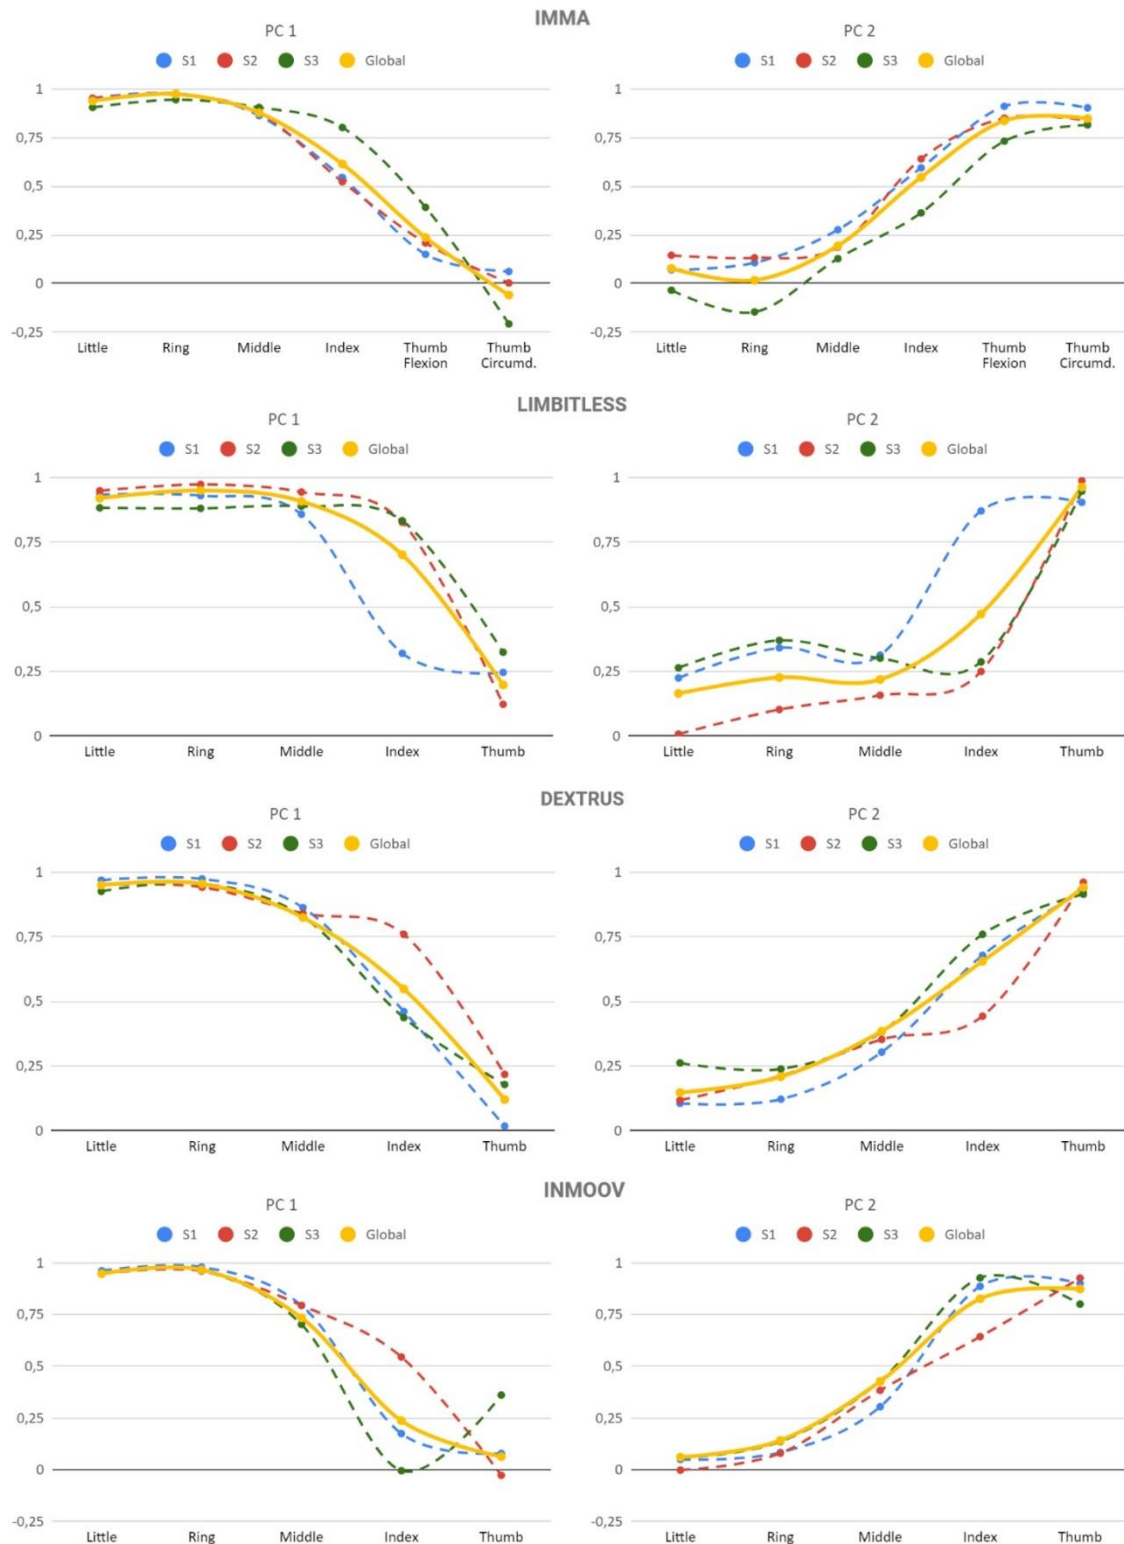 IMMA
PC 1
S1 S2 S3 Global
1
0,75
0,5
0,25
0
-0,25
Little Ring Middle Index Thumb Flexion Thumb Circumd.
PC 2
S1 S2 S3 Global
1
0,75
0,5
0,25
0
-0,25
Little Ring Middle Index Thumb Flexion Thumb Circumd.
LIMBITLESS
PC 1
S1 S2 S3 Global
1
0,75
0,5
0,25
0
Little Ring Middle Index Thumb
PC 2
S1 S2 S3 Global
1
0,75
0,5
0,25
0
Little Ring Middle Index Thumb
DEXTRUS
PC 1
S1 S2 S3 Global
1
0,75
0,5
0,25
0
Little Ring Middle Index Thumb
PC 2
S1 S2 S3 Global
1
0,75
0,5
0,25
0
Little Ring Middle Index Thumb
INMOOV
PC 1
S1 S2 S3 Global
1
0,75
0,5
0,25
0
-0,25
Little Ring Middle Index Thumb
PC 2
S1 S2 S3 Global
1
0,75
0,5
0,25
0
-0,25
Little Ring Middle Index Thumb